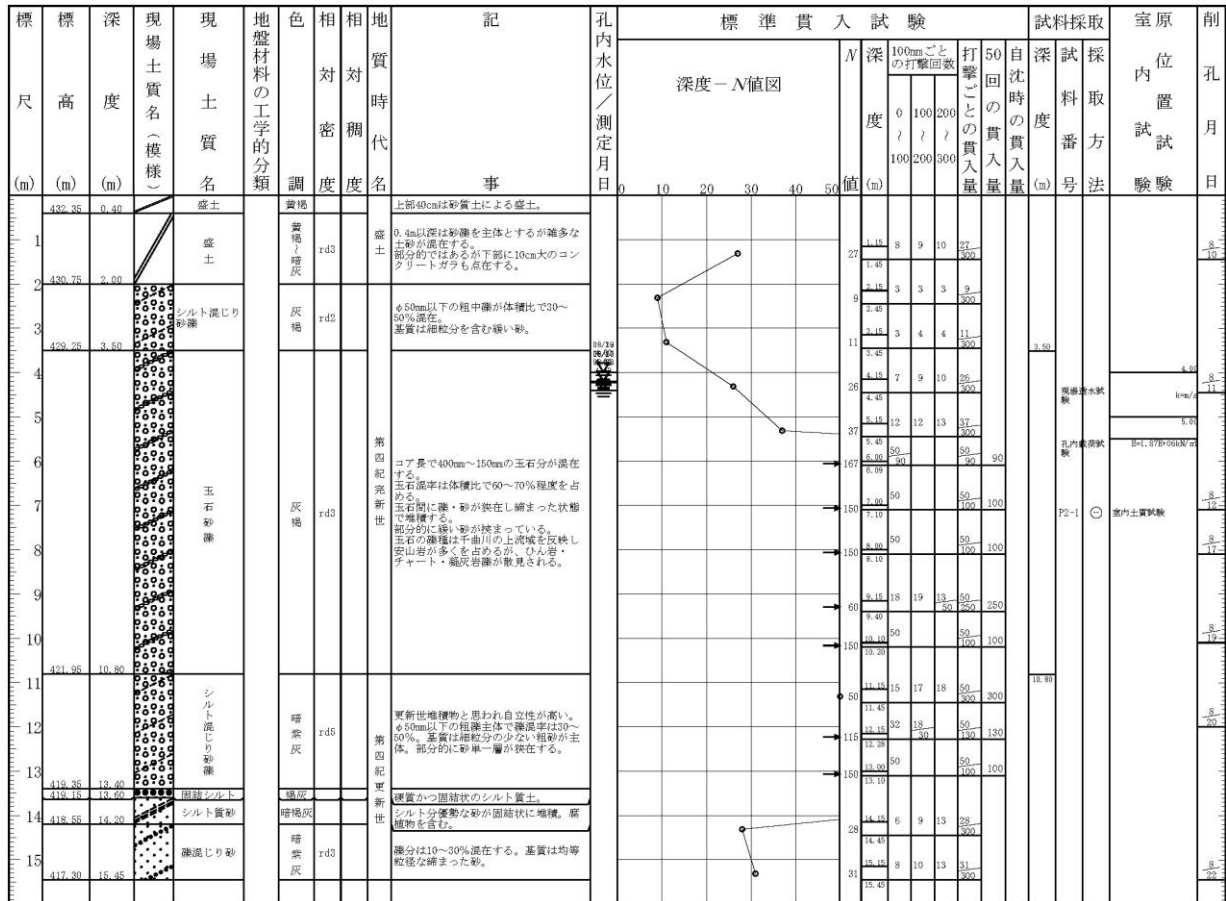 標尺(m)
標高(m)
深度(m)
現場土質名(模様)
現場土質名
地盤材料の工学的分類
色調
相対密度
相対稠度
地質時代名
記事
孔内水位/測定月日
標準貫入試験
深度-N値図
0 10 20 30 40 50
N値
深度(m)
100mmごとの打撃回数
0~100
100~200
200~300
打撃ごとの貫入量
50回の貫入量
自沈時の貫入量
試料採取
深度(m)
試料番号
採取方法
室内試験
原位置試験
削孔月日
432.35 0.40 盛土 黄褐
上部40cmは砂質土による盛土。
1
430.75 2.00 盛土 黄褐~暗灰 rd3 盛土
0.4m以深は砂礫を主体とするが雑多な
土砂が混在する。
部分的ではあるが下部に10cm大のコン
クリートガラも点在する。
27 1.15 8 9 10 27/300
1.45
8/10
2
429.25 3.50 シルト混じり
砂礫
灰褐 rd2
φ50mm以下の粗中礫が体積比で30~
50%混在。
基質は細粒分を含む緩い砂。
9 2.15 3 3 3 9/300
2.45
3
11 3.15 3 4 4 11/300
3.45
3.50
4
421.95 10.80 玉石砂礫 灰褐 rd3 第四紀完新世
コア長で400mm~150mmの玉石分が混在
する。
玉石混字は体積比で60~70%程度を占
める。
玉石間に礫・砂が狭在し締まった状態
で堆積する。
部分的に緩い砂が挟まっている。
玉石の礫種は千曲川の上流域を反映し
安山岩が多くを占めるが、ひん岩・
チャート・凝灰岩礫が散見される。
26 4.15 7 9 10 26/300
4.45
4.00
現場透水試験
k=m/s
5.00
8/11
5
37 5.15 12 12 13 37/300
5.45
孔内載荷試験
6
167 6.00 50/90 50/90 90
6.09
7
7.00 50 50/100 100
150 7.10
P2-1 室内土質試験
8/12
8
150 8.00 50 50/100 100
8.10
8/17
9
60 9.15 18 19 13/50 50/250 250
9.40
10
150 10.10 50 50/100 100
10.20
8/19
10.80
11
419.35 13.40 シルト混じり砂礫 暗紫灰 rd5 第四紀更新世
更新世堆積物と思われ自立性が高い。
φ50mm以下の粗礫主体で礫混字は30~
50%。基質は細粒分の少ない粗砂が主
体。部分的に砂単一層が狭在する。
50 11.15 15 17 18 50/300 300
11.45
8/20
12
115 12.15 32 18/30 50/130 130
12.28
13
150 13.00 50 50/100 100
13.10
419.15 13.60 固結シルト 褐灰
硬質かつ固結状のシルト質土。
14
418.55 14.20 シルト質砂 暗褐灰
シルト分優勢な砂が固結状に堆積。腐
植物を含む。
28 14.15 6 9 13 28/300
14.45
15
417.30 15.45 礫混じり砂 暗紫灰 rd3
礫分は10~30%混在する。基質は均等
粒径な締まった砂。
31 15.15 8 10 13 31/300
15.45
8/22